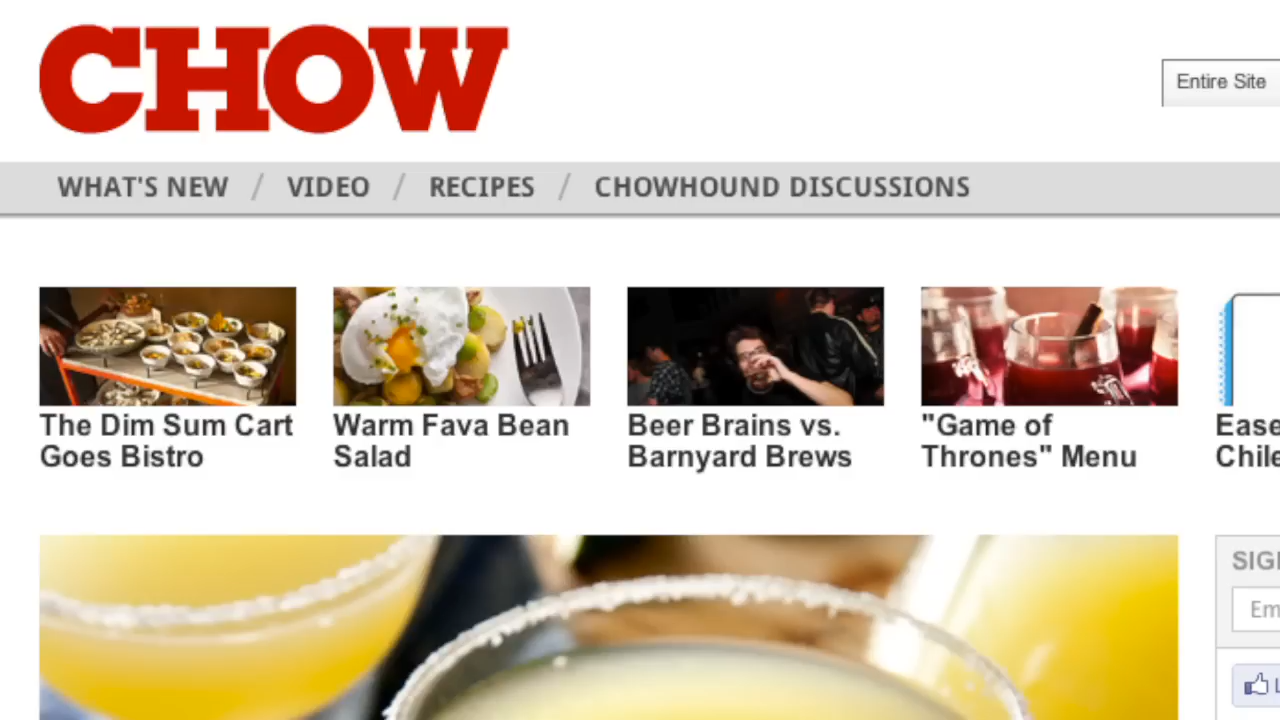 CHOW
Entire Site
WHAT'S NEW / VIDEO / RECIPES / CHOWHOUND DISCUSSIONS
The Dim Sum Cart
Goes Bistro
Warm Fava Bean
Salad
Beer Brains vs.
Barnyard Brews
"Game of
Thrones" Menu